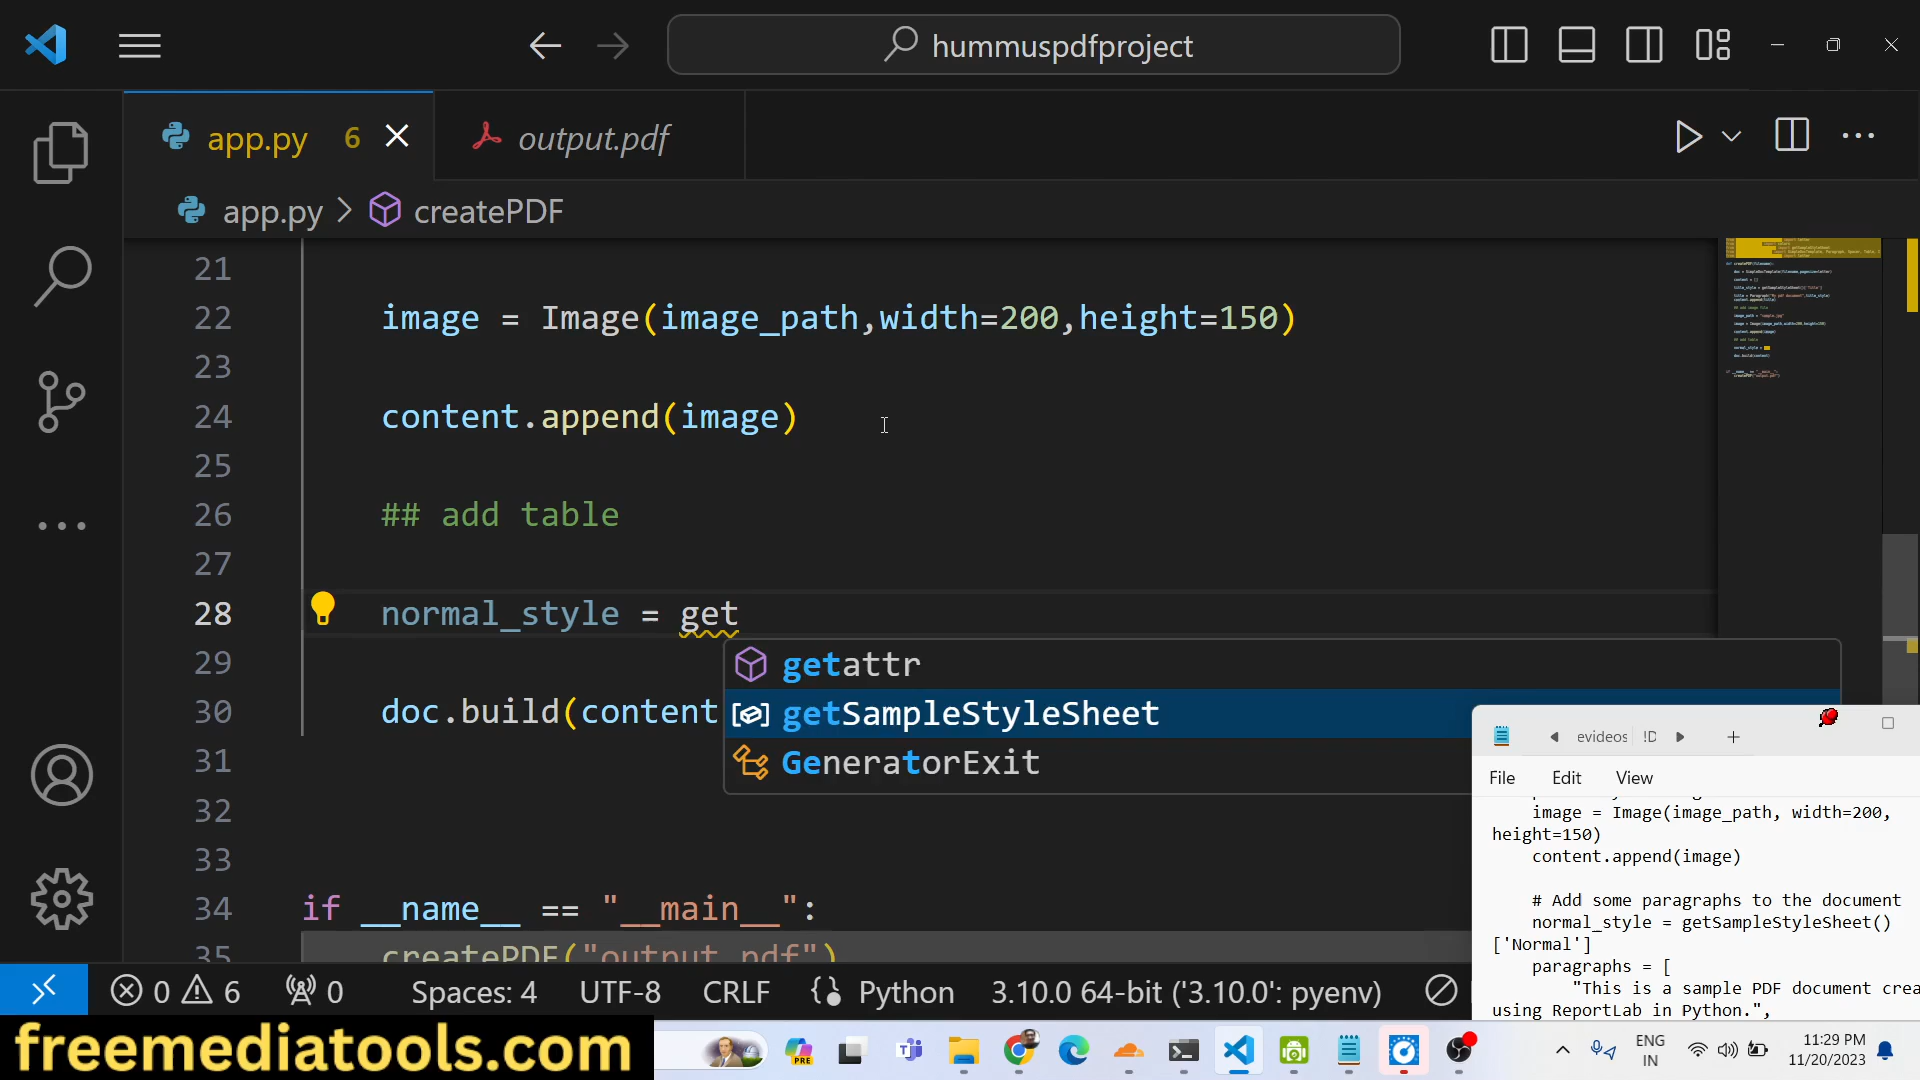 hummuspdfproject
app.py 6
output.pdf
app.py > createPDF
21
22 image = Image(image_path,width=200,height=150)
23
24 content.append(image)
25
26 ## add table
27
28 normal_style = get
getattr
getSampleStyleSheet
GeneratorExit
29
30 doc.build(content
31
32
33
34 if __name__ == "__main__":
35 createPDF("output.pdf")
evideos !D
File Edit View
image = Image(image_path, width=200,
height=150)
content.append(image)
# Add some paragraphs to the document
normal_style = getSampleStyleSheet()
['Normal']
paragraphs = [
"This is a sample PDF document crea
using ReportLab in Python.",
0 6 0 Spaces: 4 UTF-8 CRLF Python 3.10.0 64-bit ('3.10.0': pyenv)
freemediatools.com
PRE
ENG
IN
11:29 PM
11/20/2023